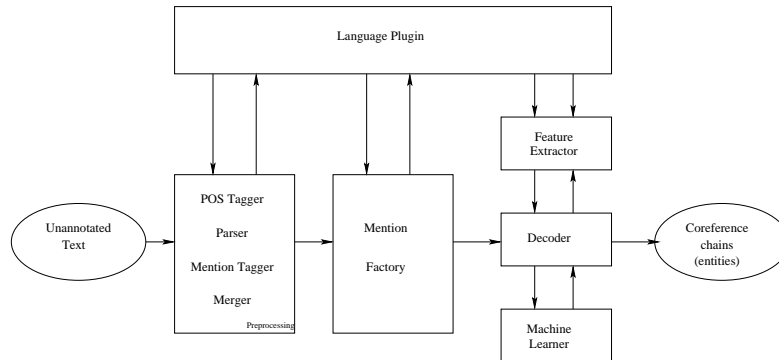 Language Plugin
Feature
Extractor
POS Tagger
Parser
Mention Tagger
Merger
Preprocessing
Unannotated
Text
Mention
Factory
Decoder
Coreference
chains
(entities)
Machine
Learner